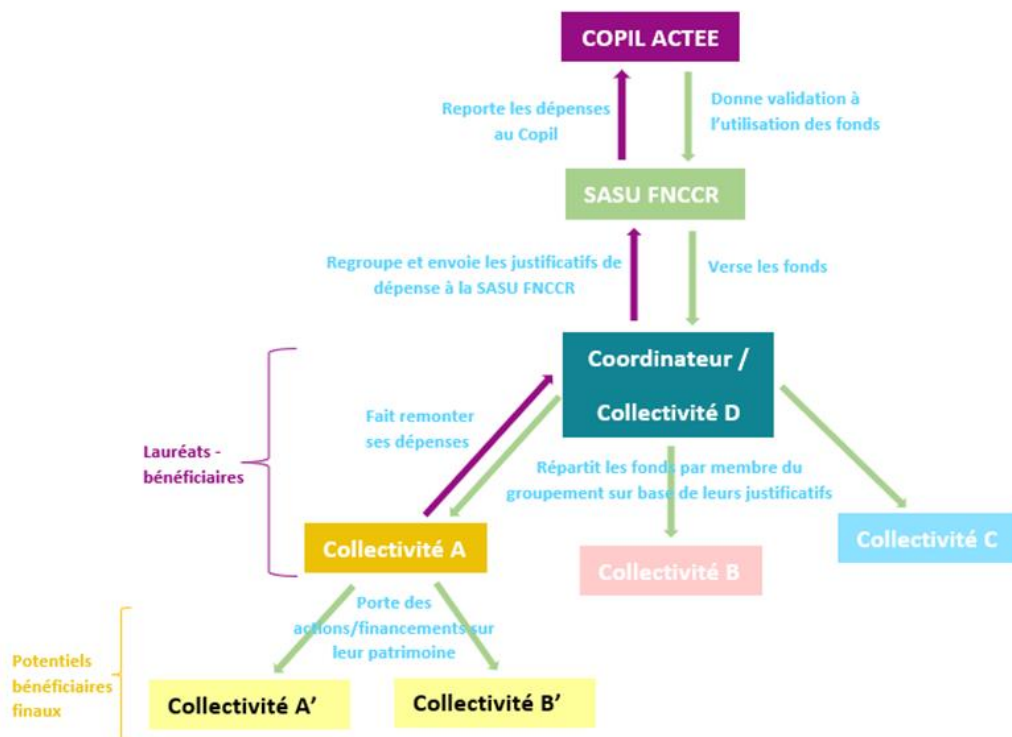 COPIL ACTEE
Reporte les dépenses
au Copil
Donne validation à
l’utilisation des fonds
SASU FNCCR
Regroupe et envoie les justificatifs de
dépense à la SASU FNCCR
Verse les fonds
Coordinateur /
Collectivité D
Fait remonter
ses dépenses
Lauréats -
bénéficiaires
Répartit les fonds par membre du
groupement sur base de leurs justificatifs
Collectivité A
Collectivité B
Collectivité C
Porte des
actions/financements sur
leur patrimoine
Potentiels
bénéficiaires
finaux
Collectivité A’
Collectivité B’